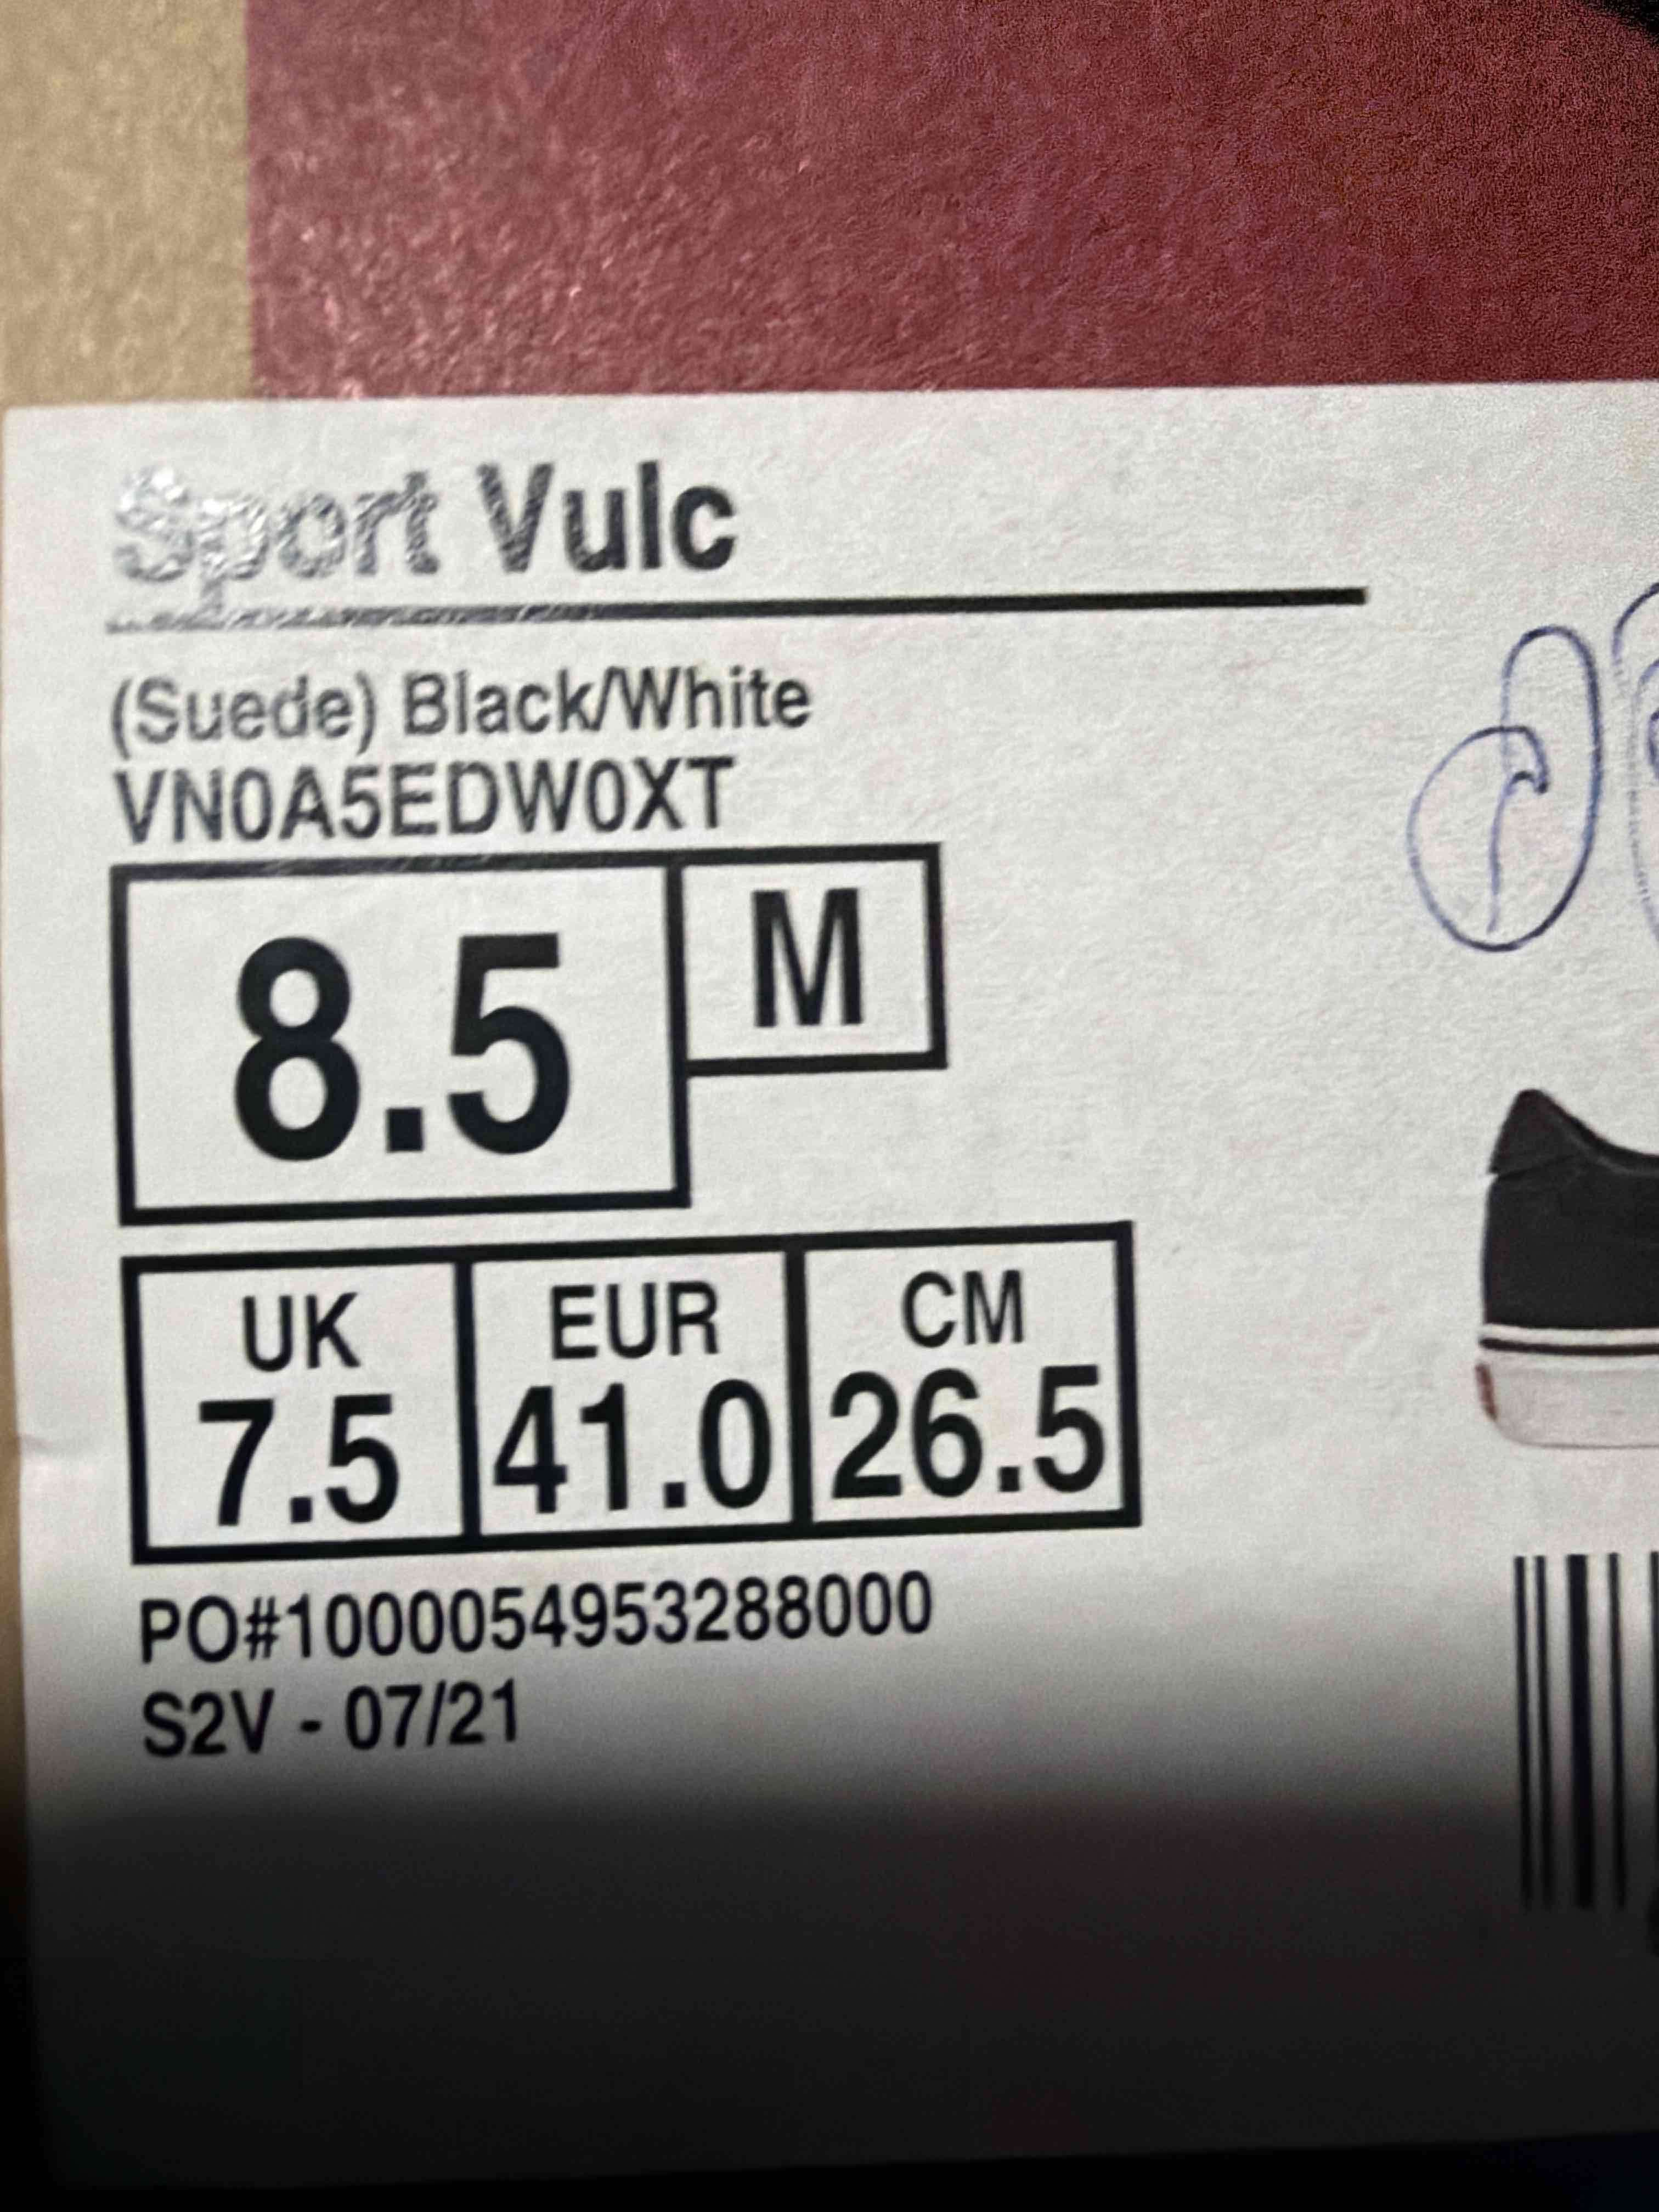 Sport Vulc
(Suede) Black/White
VN0A5EDW0XT
8.5 M
UK EUR CM
7.5 41.0 26.5
PO#1000054953288000
S2V - 07/21